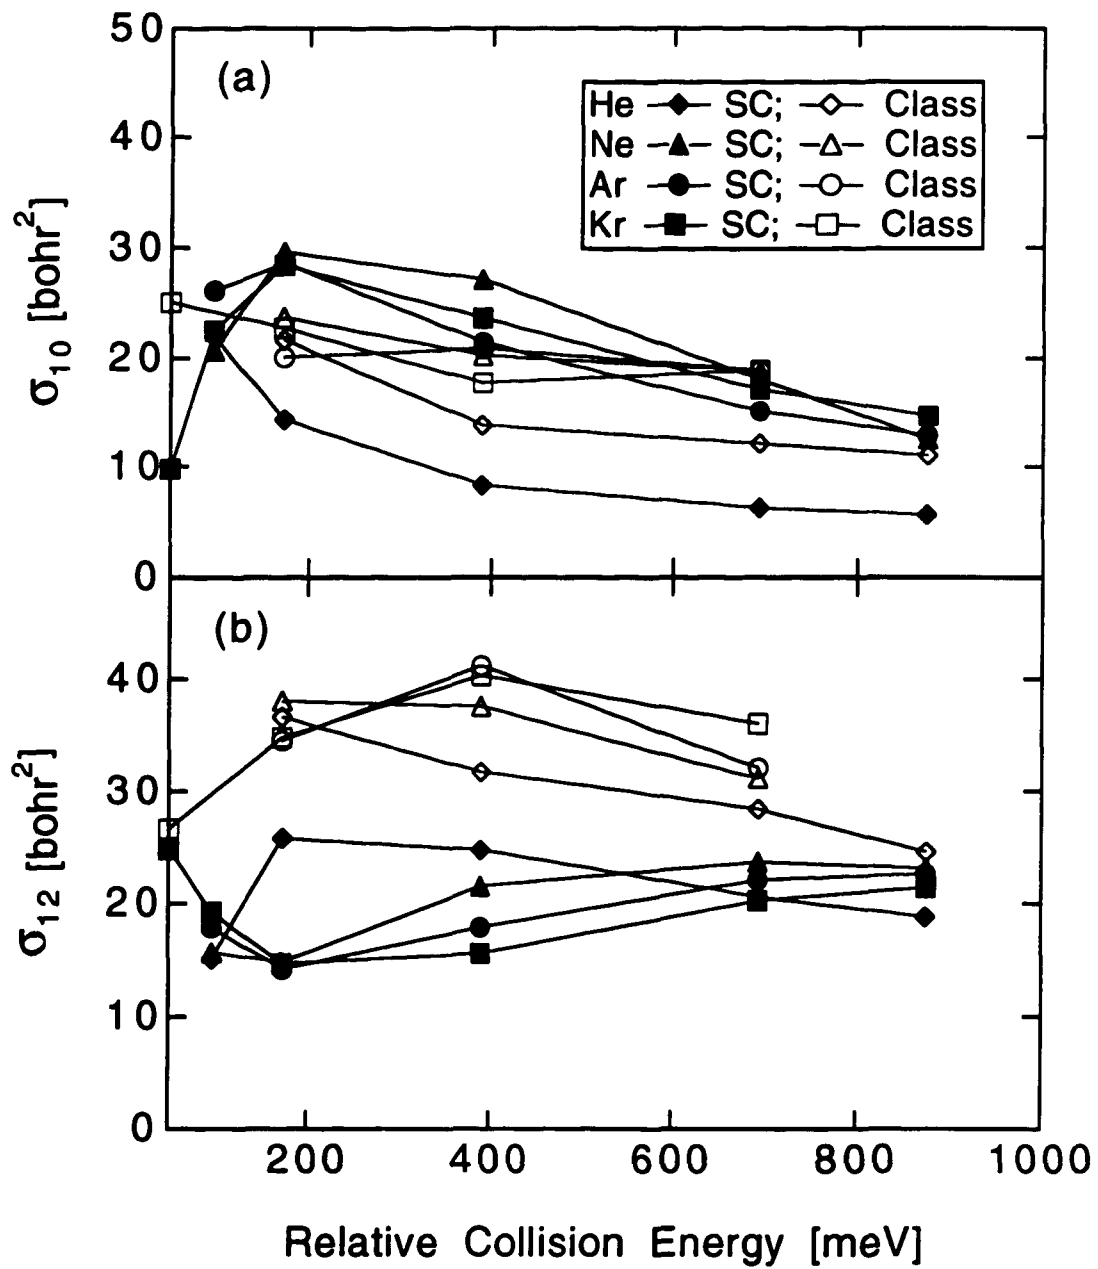 50
40
30
20
10
0
σ10 [bohr2]
(a)
He SC; Class
Ne SC; Class
Ar SC; Class
Kr SC; Class
(b)
40
30
20
10
0
σ12 [bohr2]
200 400 600 800 1000
Relative Collision Energy [meV]